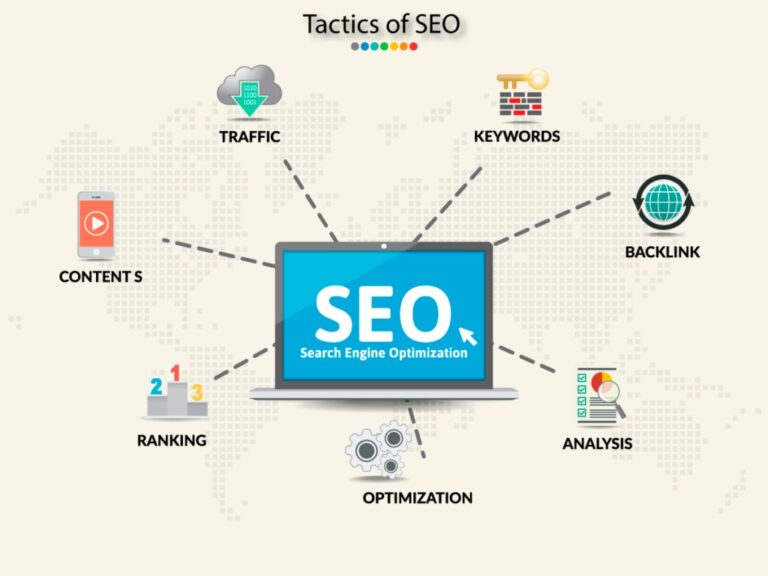 Tactics of SEO
1010
1100
1001
TRAFFIC
KEYWORDS
BACKLINK
CONTENT S
SEO
Search Engine Optimization
1
2
3
RANKING
ANALYSIS
OPTIMIZATION